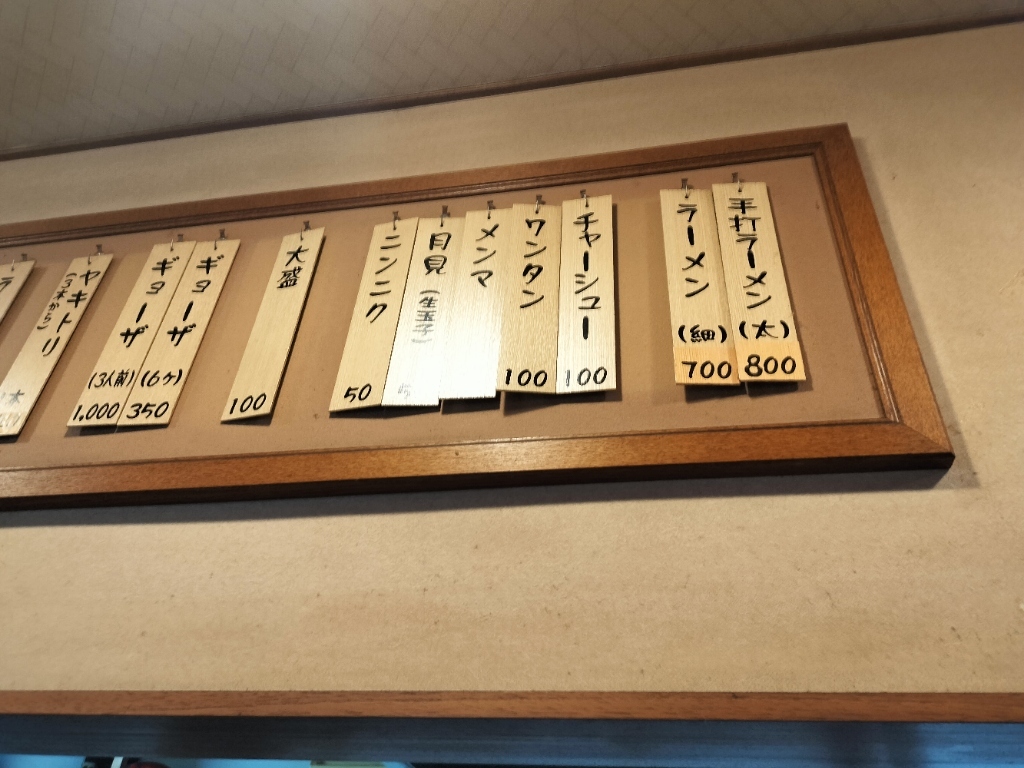 手打ラーメン
(太)
800
ラーメン
(細)
700
チャーシュー
100
ワンタン
100
メンマ
月見(生玉子)
ニンニク
50
大盛
100
ギョーザ
(6ケ)
350
ギョーザ
(3人前)
1,000
ヤキトリ
(3本から)